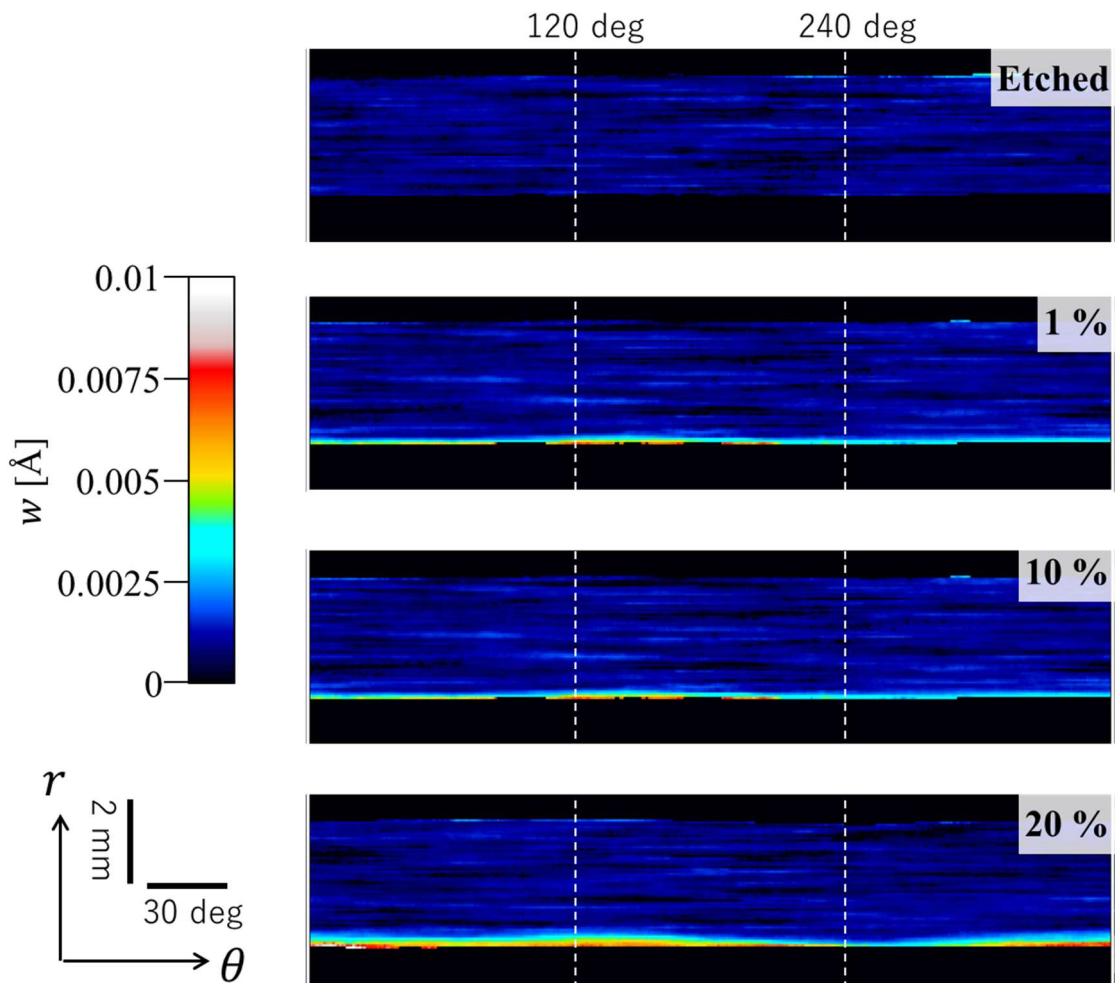 120 deg
240 deg
Etched
1 %
10 %
20 %
0.01
0.0075
0.005
0.0025
0
w [Å]
r
2 mm
30 deg
θ